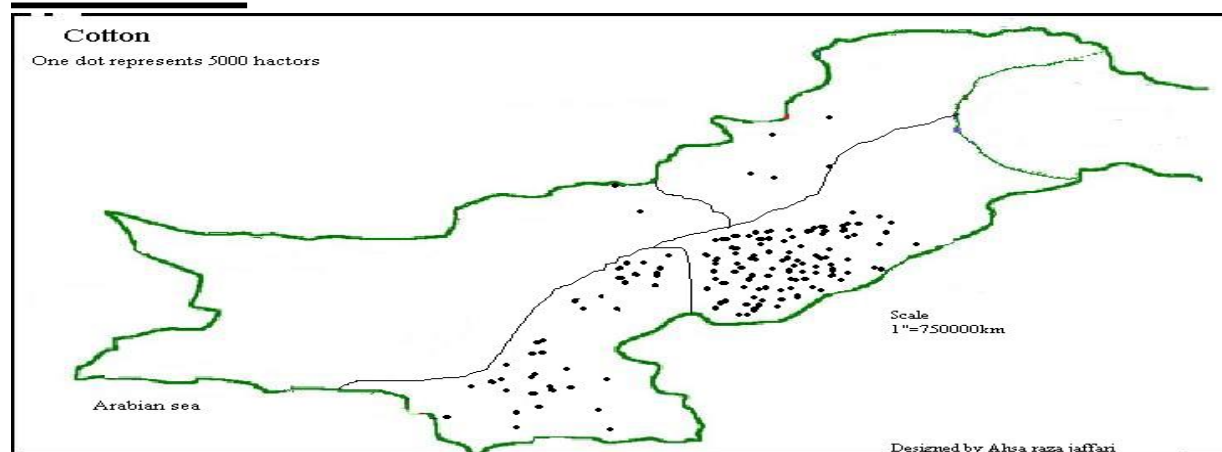 Cotton
One dot represents 5000 hactors
Scale
1"=750000km
Arabian sea
Designed by Ahsa raza jaffari